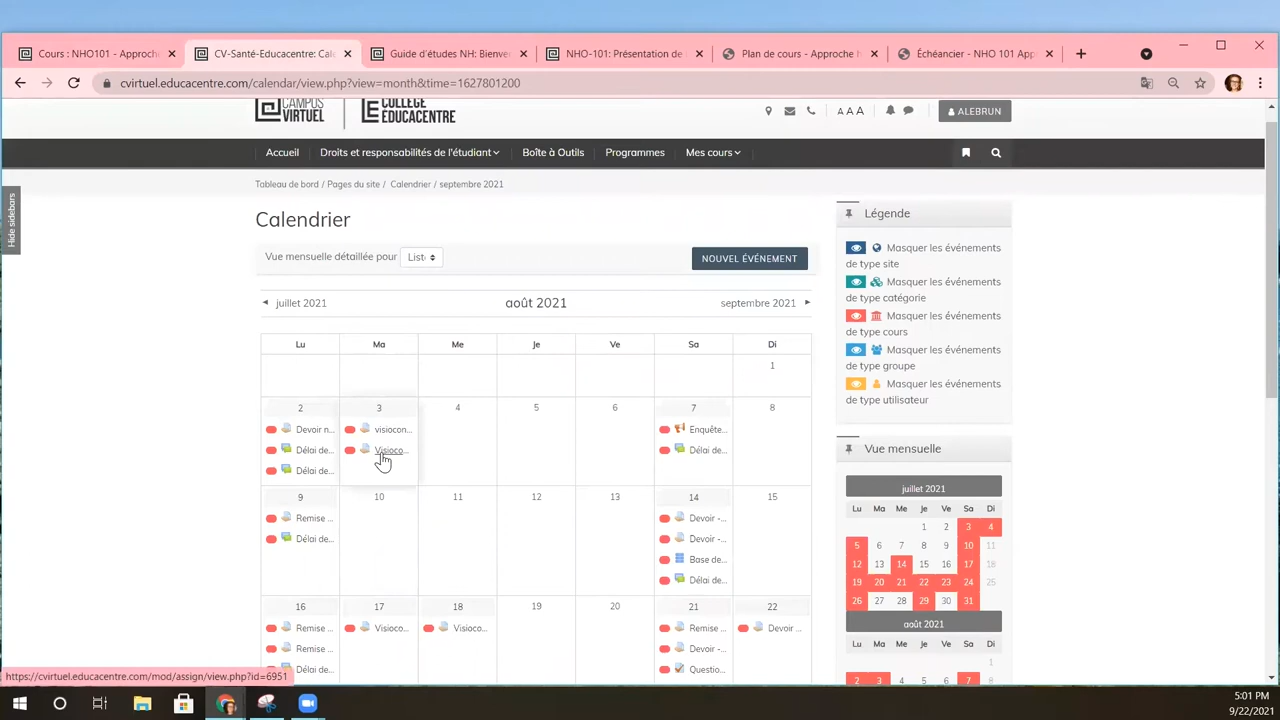 Cours : NHO101 - Approche
CV-Santé-Educacentre: Cale
Guide d'études NH: Bienve
NHO-101: Présentation de
Plan de cours - Approche h
Échéancier - NHO 101 App
cvirtuel.educacentre.com/calendar/view.php?view=month&time=1627801200
CAMPUS VIRTUEL
COLLÈGE ÉDUCACENTRE
A A A
ALEBRUN
Accueil
Droits et responsabilités de l'étudiant
Boîte à Outils
Programmes
Mes cours
Hide sidebars
Tableau de bord / Pages du site / Calendrier / septembre 2021
Calendrier
Vue mensuelle détaillée pour
List
NOUVEL ÉVÉNEMENT
juillet 2021
août 2021
septembre 2021
Lu Ma Me Je Ve Sa Di
1
2 3 4 5 6 7 8
Devoir n... visiocon... Enquête...
Délai de... Visioco... Délai de...
Délai de...
9 10 11 12 13 14 15
Remise ... Devoir -...
Délai de... Devoir -...
Base de...
Délai de...
16 17 18 19 20 21 22
Remise ... Visioco... Visioco... Remise ... Devoir ...
Remise ... Devoir -...
Délai de... Questio...
Légende
Masquer les événements
de type site
Masquer les événements
de type catégorie
Masquer les événements
de type cours
Masquer les événements
de type groupe
Masquer les événements
de type utilisateur
Vue mensuelle
juillet 2021
Lu Ma Me Je Ve Sa Di
1 2 3 4
5 6 7 8 9 10 11
12 13 14 15 16 17 18
19 20 21 22 23 24 25
26 27 28 29 30 31
août 2021
Lu Ma Me Je Ve Sa Di
1
2 3 4 5 6 7 8
https://cvirtuel.educacentre.com/mod/assign/view.php?id=6951
5:01 PM
9/22/2021